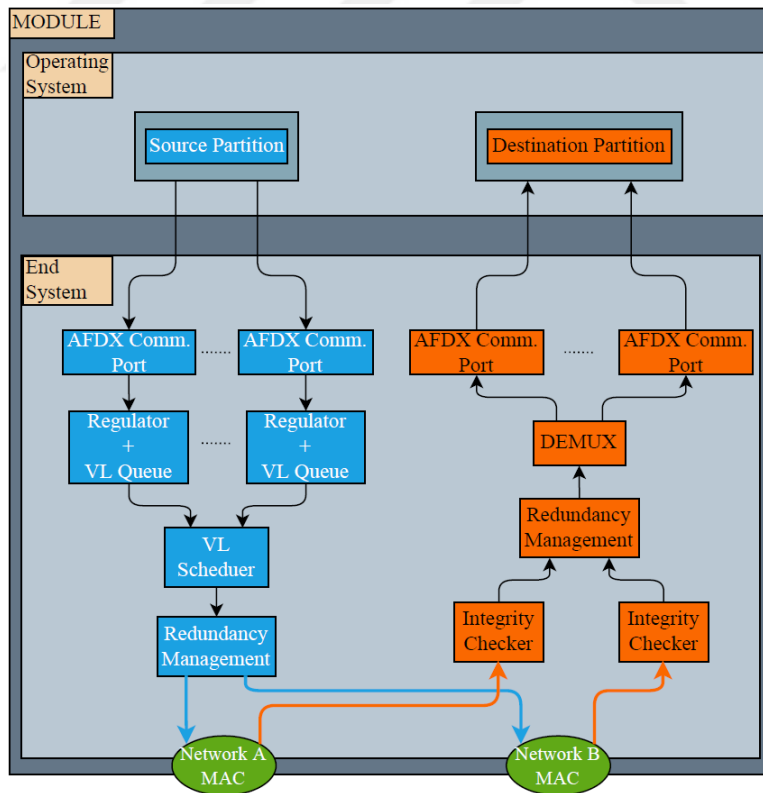 MODULE
Operating
System
Source Partition
Destination Partition
End
System
AFDX Comm.
Port
.......
AFDX Comm.
Port
AFDX Comm.
Port
.......
AFDX Comm.
Port
Regulator
+
VL Queue
.......
Regulator
+
VL Queue
DEMUX
VL
Scheduer
Redundancy
Management
Redundancy
Management
Integrity
Checker
Integrity
Checker
Network A
MAC
Network B
MAC